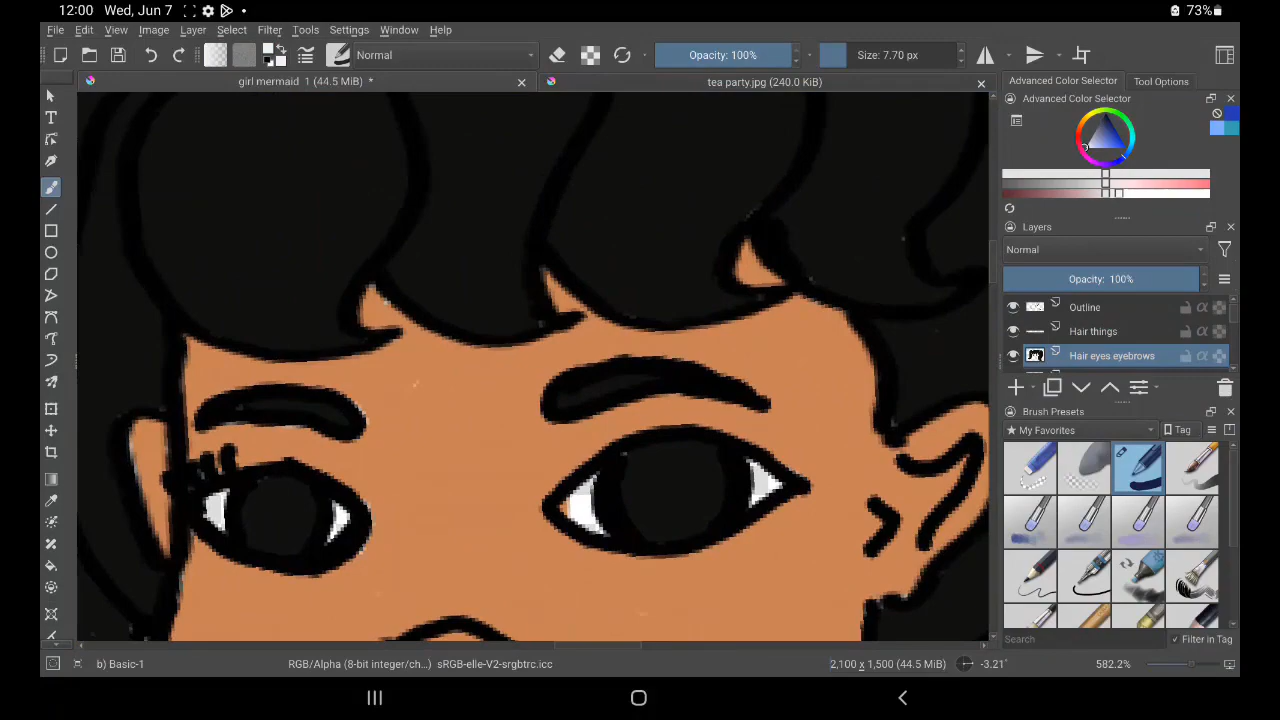 12:00 Wed, Jun 7
73%
File Edit View Image Layer Select Filter Tools Settings Window Help
Normal
Opacity: 100%
Size: 7.70 px
girl mermaid 1 (44.5 MiB) *
tea party.jpg (240.0 KiB)
Advanced Color Selector
Tool Options
Advanced Color Selector
Layers
Normal
Opacity: 100%
Outline
Hair things
Hair eyes eyebrows
Brush Presets
★ My Favorites
Tag
Search
✓ Filter in Tag
b) Basic-1
RGB/Alpha (8-bit integer/ch...) sRGB-elle-V2-srgbtrc.icc
2,100 x 1,500 (44.5 MiB)
-3.21°
582.2%